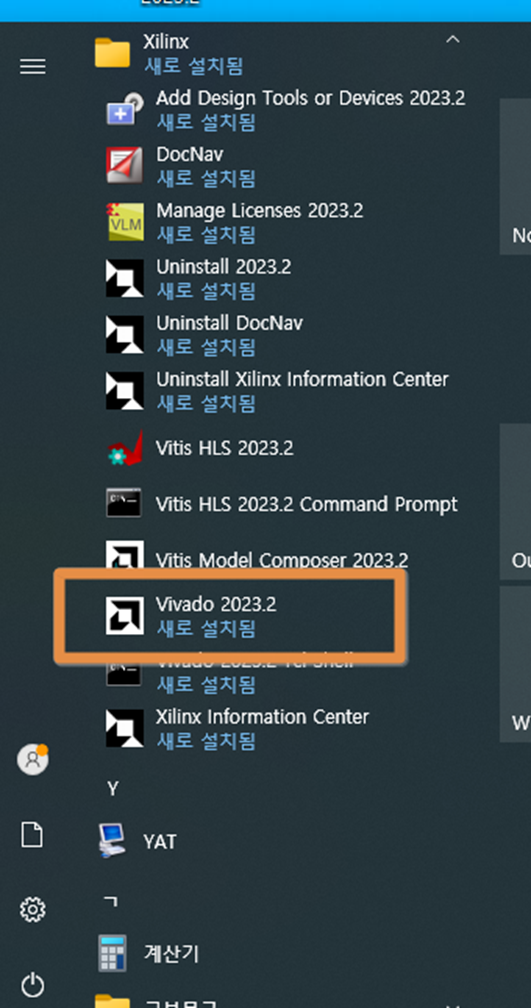 2023.2
Xilinx
새로 설치됨
Add Design Tools or Devices 2023.2
새로 설치됨
DocNav
새로 설치됨
VLM
Manage Licenses 2023.2
새로 설치됨
Uninstall 2023.2
새로 설치됨
Uninstall DocNav
새로 설치됨
Uninstall Xilinx Information Center
새로 설치됨
Vitis HLS 2023.2
Vitis HLS 2023.2 Command Prompt
Vitis Model Composer 2023.2
Vivado 2023.2
새로 설치됨
Vivado 2023.2 Tcl Shell
새로 설치됨
Xilinx Information Center
새로 설치됨
Y
YAT
ㄱ
계산기